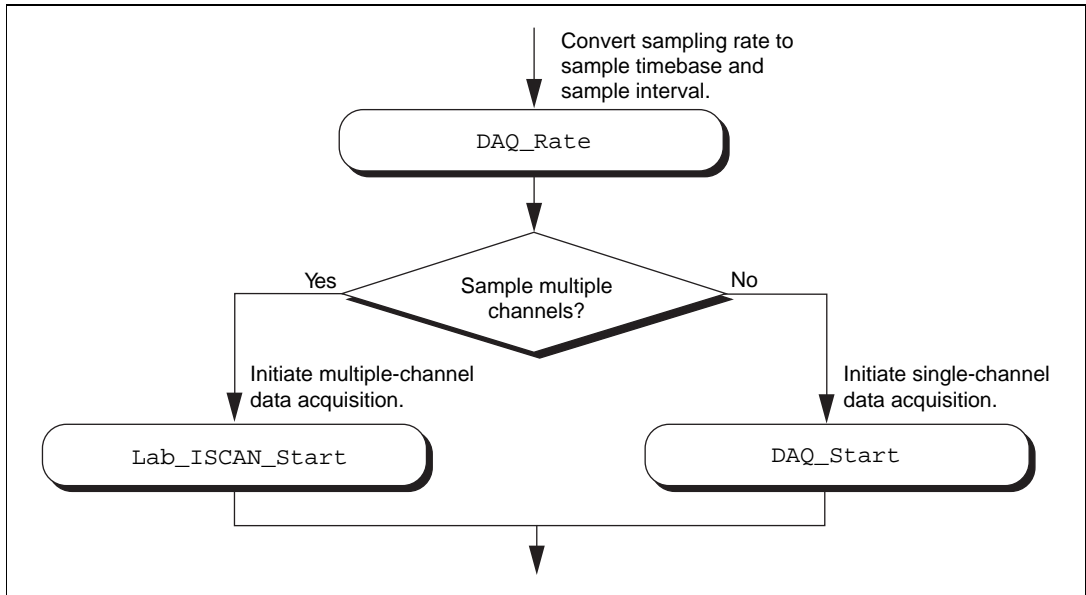 Convert sampling rate to
sample timebase and
sample interval.
DAQ_Rate
Yes
Sample multiple
channels?
No
Initiate multiple-channel
data acquisition.
Initiate single-channel
data acquisition.
Lab_ISCAN_Start
DAQ_Start